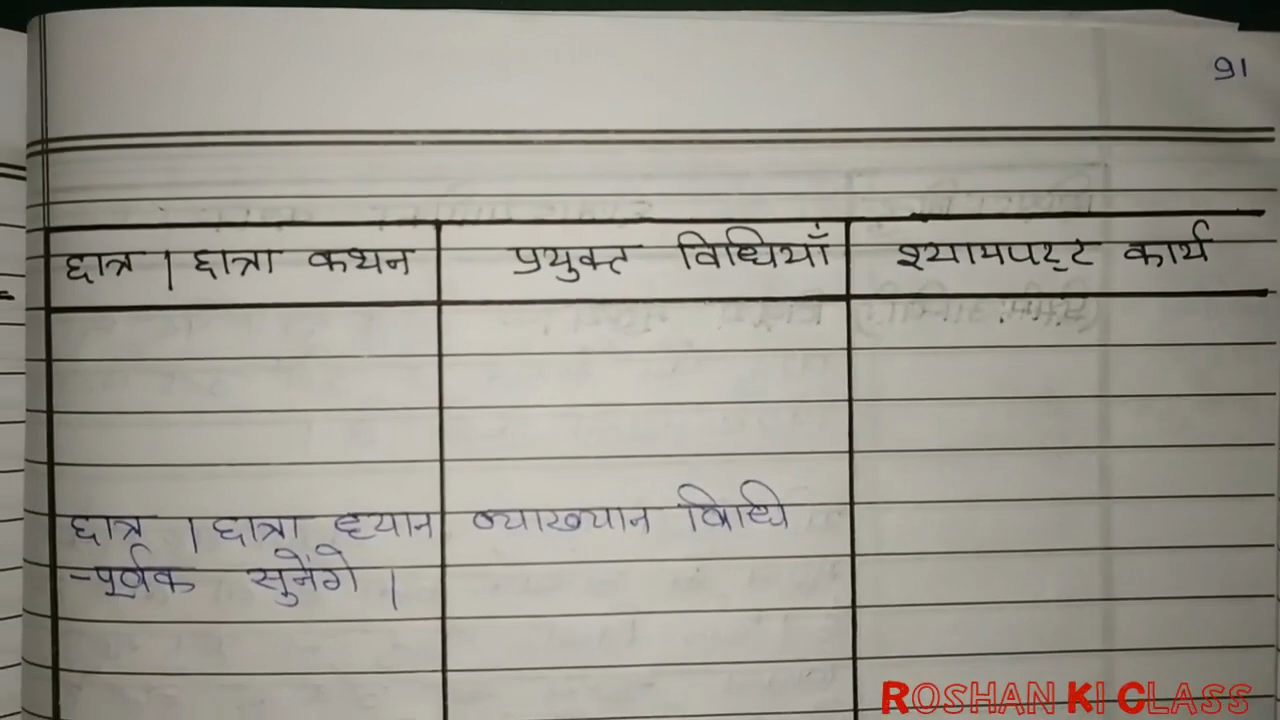 91
छात्र / छात्रा कथन प्रयुक्त विधियाँ श्यामपट्ट कार्य
छात्र / छात्रा ध्यान व्याख्यान विधि
-पूर्वक सुनेंगे।
ROSHAN KI CLASS